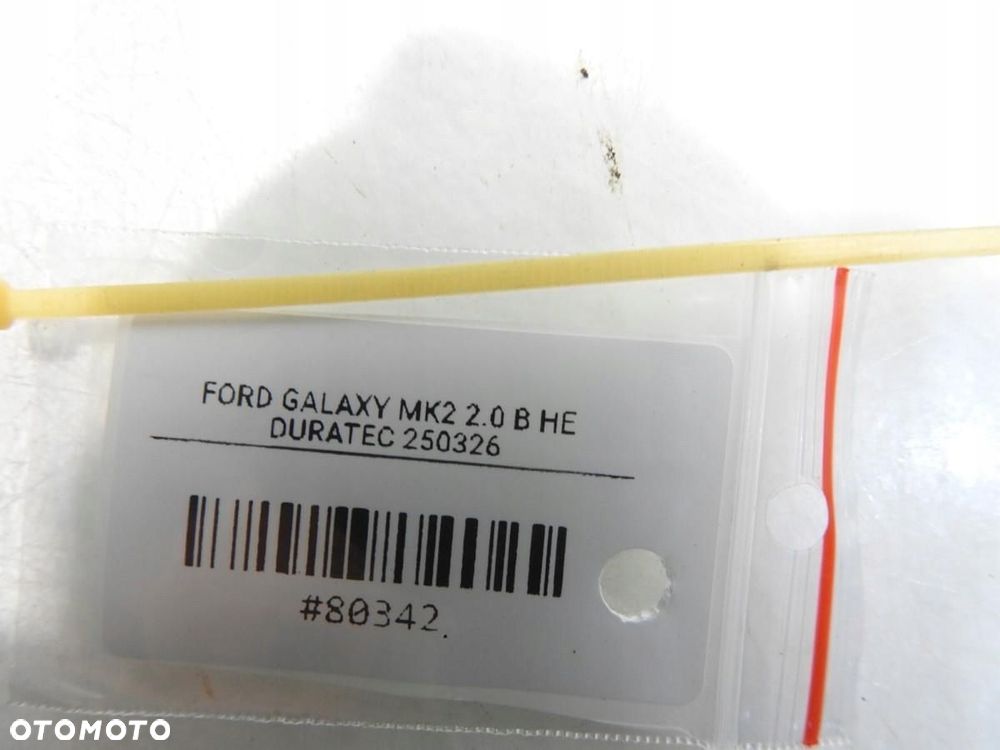 FORD GALAXY MK2 2.0 B HE
DURATEC 250326
#80342.
OTOMOTO